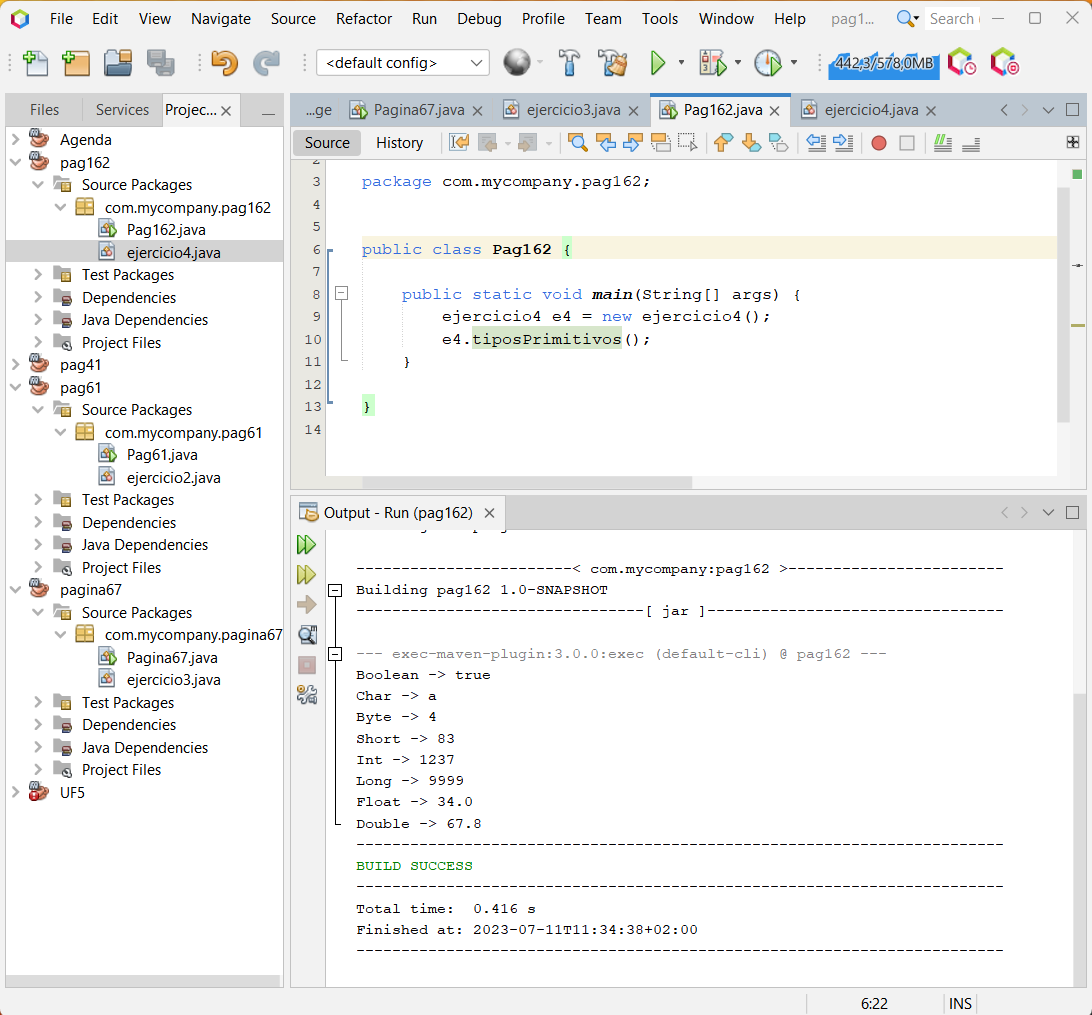 File Edit View Navigate Source Refactor Run Debug Profile Team Tools Window Help pag1... Search
<default config> 442,3/578,0MB
Files Services Projec...
Agenda
pag162
Source Packages
com.mycompany.pag162
Pag162.java
ejercicio4.java
Test Packages
Dependencies
Java Dependencies
Project Files
pag41
pag61
Source Packages
com.mycompany.pag61
Pag61.java
ejercicio2.java
Test Packages
Dependencies
Java Dependencies
Project Files
pagina67
Source Packages
com.mycompany.pagina67
Pagina67.java
ejercicio3.java
Test Packages
Dependencies
Java Dependencies
Project Files
UF5
...ge Pagina67.java ejercicio3.java Pag162.java ejercicio4.java
Source History
2
3 package com.mycompany.pag162;
4
5
6 public class Pag162 {
7
8 public static void main(String[] args) {
9 ejercicio4 e4 = new ejercicio4();
10 e4.tiposPrimitivos();
11 }
12
13 }
14
Output - Run (pag162)
------------------------< com.mycompany:pag162 >------------------------
Building pag162 1.0-SNAPSHOT
--------------------------------[ jar ]---------------------------------
--- exec-maven-plugin:3.0.0:exec (default-cli) @ pag162 ---
Boolean -> true
Char -> a
Byte -> 4
Short -> 83
Int -> 1237
Long -> 9999
Float -> 34.0
Double -> 67.8
------------------------------------------------------------------------
BUILD SUCCESS
------------------------------------------------------------------------
Total time: 0.416 s
Finished at: 2023-07-11T11:34:38+02:00
------------------------------------------------------------------------
6:22 INS